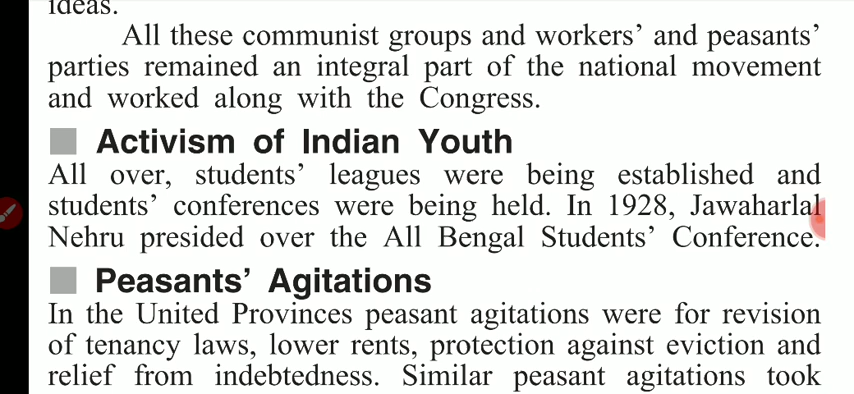 ideas.
All these communist groups and workers’ and peasants’
parties remained an integral part of the national movement
and worked along with the Congress.
Activism of Indian Youth
All over, students’ leagues were being established and
students’ conferences were being held. In 1928, Jawaharlal
Nehru presided over the All Bengal Students’ Conference.
Peasants’ Agitations
In the United Provinces peasant agitations were for revision
of tenancy laws, lower rents, protection against eviction and
relief from indebtedness. Similar peasant agitations took